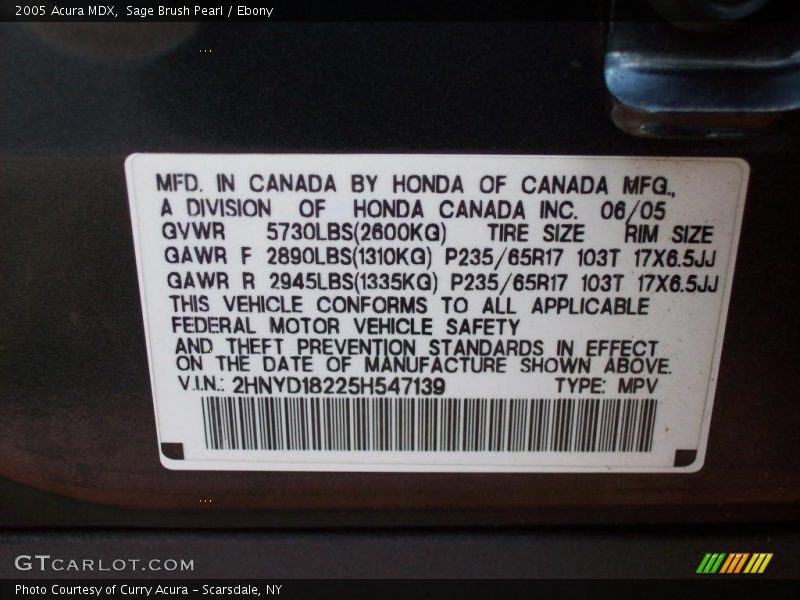 2005 Acura MDX, Sage Brush Pearl / Ebony
MFD. IN CANADA BY HONDA OF CANADA MFG.,
A DIVISION OF HONDA CANADA INC. 06/05
GVWR 5730LBS(2600KG) TIRE SIZE RIM SIZE
GAWR F 2890LBS(1310KG) P235/65R17 103T 17X6.5JJ
GAWR R 2945LBS(1335KG) P235/65R17 103T 17X6.5JJ
THIS VEHICLE CONFORMS TO ALL APPLICABLE
FEDERAL MOTOR VEHICLE SAFETY
AND THEFT PREVENTION STANDARDS IN EFFECT
ON THE DATE OF MANUFACTURE SHOWN ABOVE.
V.I.N.: 2HNYD18225H547139 TYPE: MPV
GTCARLOT.COM
Photo Courtesy of Curry Acura - Scarsdale, NY